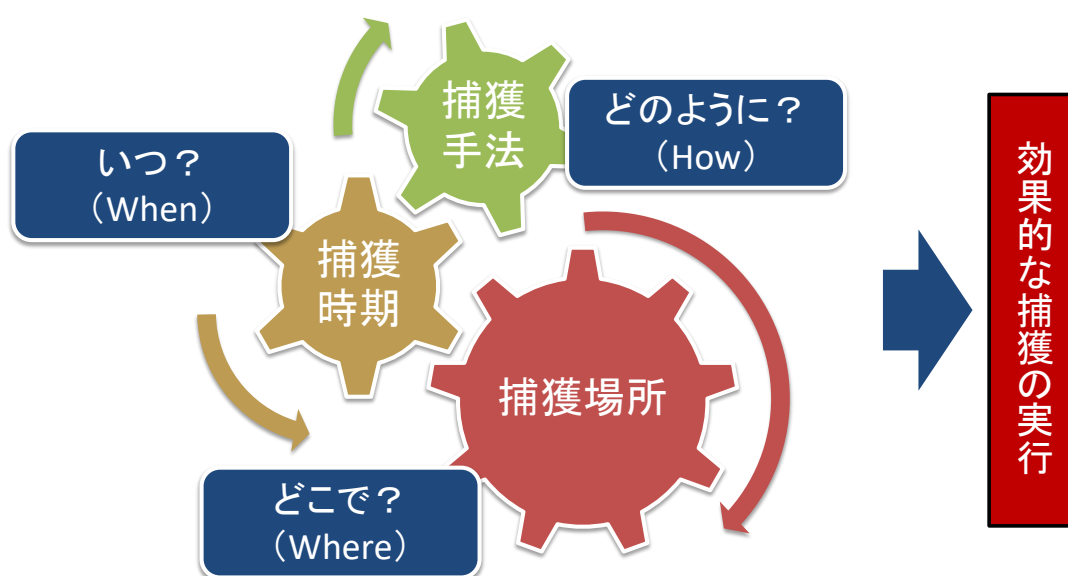 捕獲
手法
どのように？
（How）
いつ？
（When）
捕獲
時期
捕獲場所
どこで？
（Where）
効果的な捕獲の実行